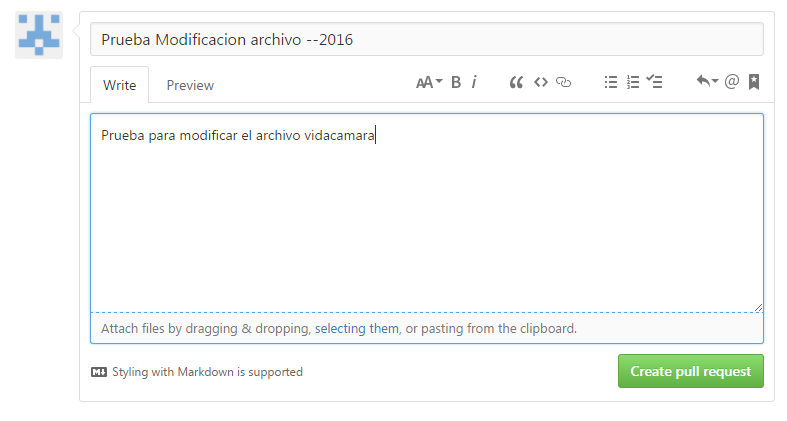 Prueba Modificacion archivo --2016
Write Preview AA B i @
Prueba para modificar el archivo vidacamara
Attach files by dragging & dropping, selecting them, or pasting from the clipboard.
Styling with Markdown is supported
Create pull request